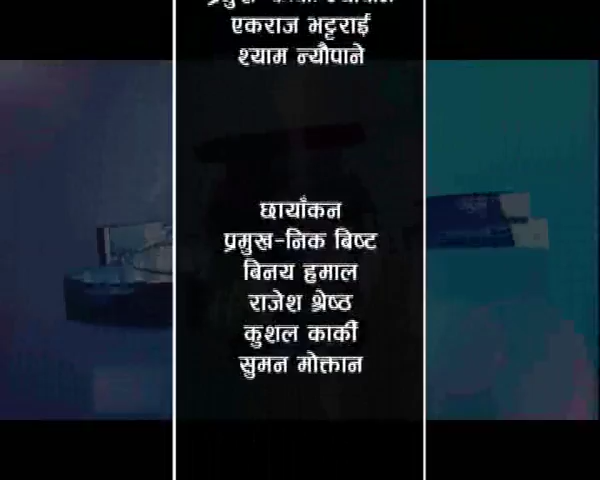 एकराज भट्टराई
श्याम न्यौपाने
छायाँकन
प्रमुख-निक बिष्ट
बिनय हमाल
राजेश श्रेष्ठ
कुशल कार्की
सुमन मोक्तान